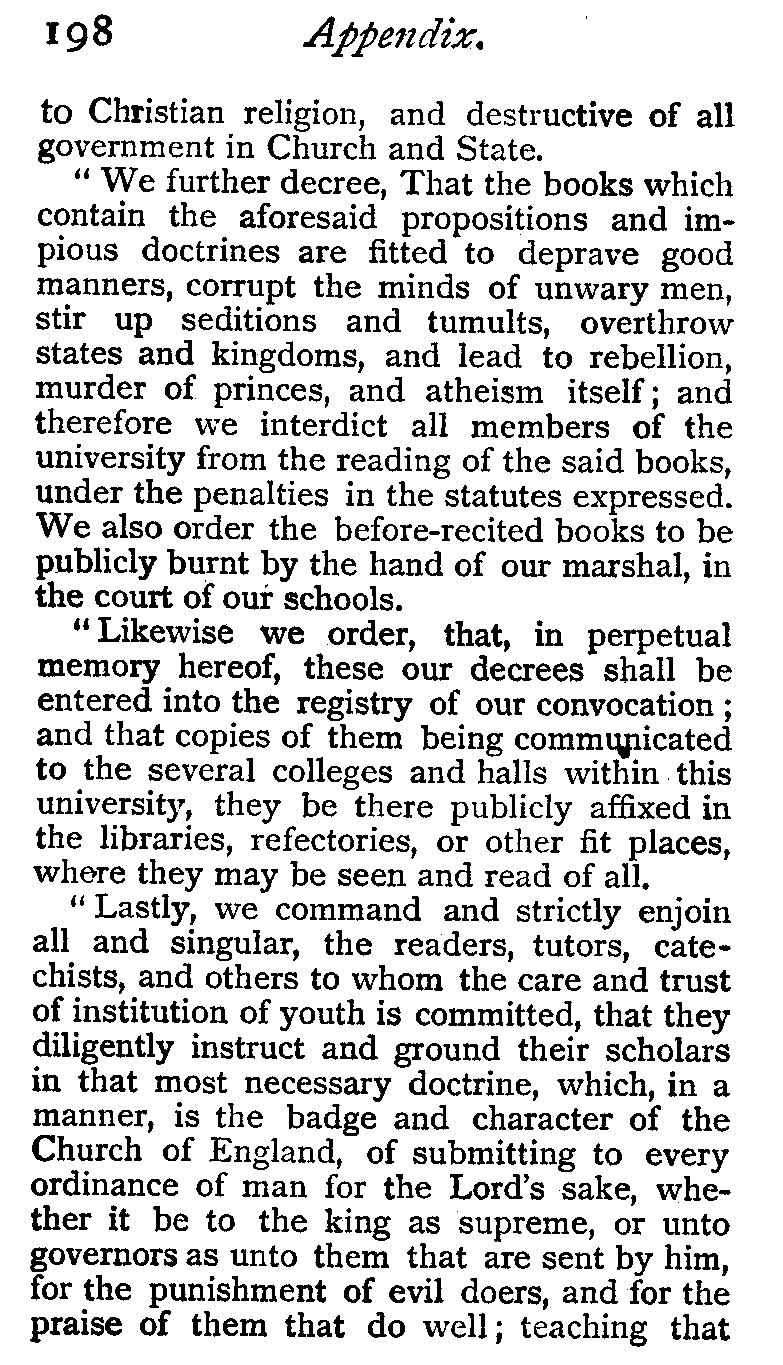 198 Appendix.
to Christian religion, and destructive of all
government in Church and State.
“ We further decree, That the books which
contain the aforesaid propositions and im-
pious doctrines are fitted to deprave good
manners, corrupt the minds of unwary men,
stir up seditions and tumults, overthrow
states and kingdoms, and lead to rebellion,
murder of princes, and atheism itself; and
therefore we interdict all members of the
university from the reading of the said books,
under the penalties in the statutes expressed.
We also order the before-recited books to be
publicly burnt by the hand of our marshal, in
the court of our schools.
“ Likewise we order, that, in perpetual
memory hereof, these our decrees shall be
entered into the registry of our convocation ;
and that copies of them being communicated
to the several colleges and halls within this
university, they be there publicly affixed in
the libraries, refectories, or other fit places,
where they may be seen and read of all.
“ Lastly, we command and strictly enjoin
all and singular, the readers, tutors, cate-
chists, and others to whom the care and trust
of institution of youth is committed, that they
diligently instruct and ground their scholars
in that most necessary doctrine, which, in a
manner, is the badge and character of the
Church of England, of submitting to every
ordinance of man for the Lord’s sake, whe-
ther it be to the king as supreme, or unto
governors as unto them that are sent by him,
for the punishment of evil doers, and for the
praise of them that do well; teaching that